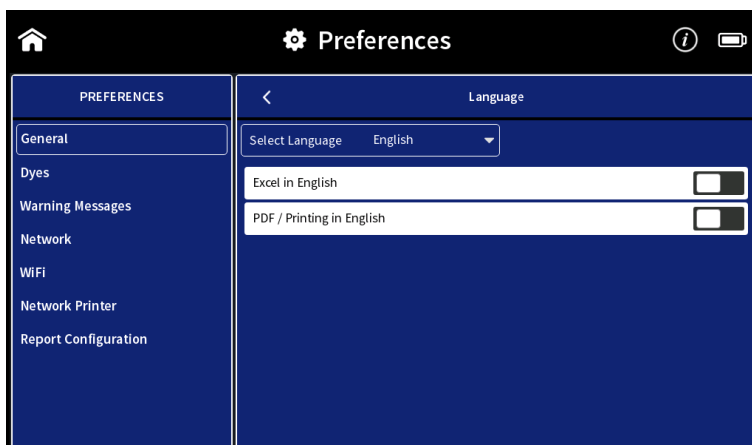 Preferences
PREFERENCES
General
Dyes
Warning Messages
Network
WiFi
Network Printer
Report Configuration
Language
Select Language English
Excel in English
PDF / Printing in English